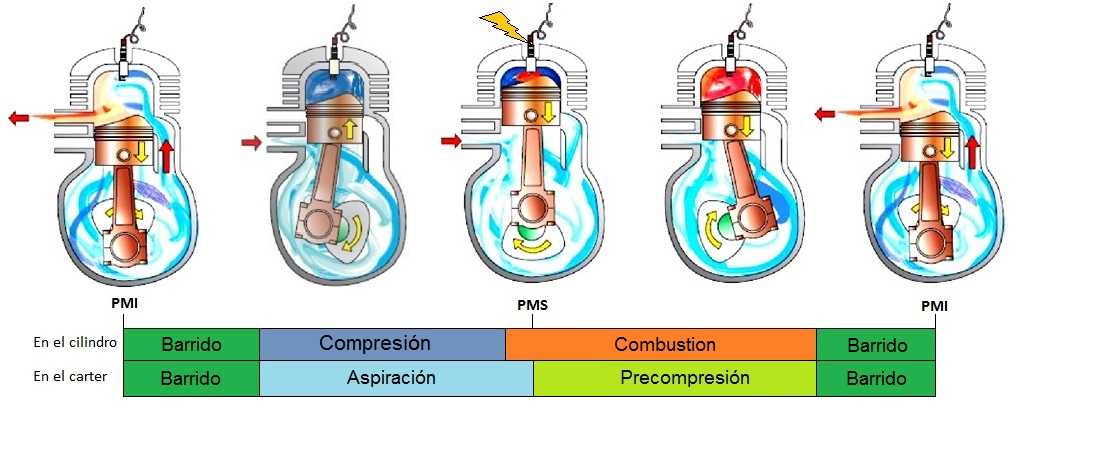 PMI PMS PMI
En el cilindro Barrido Compresión Combustion Barrido
En el carter Barrido Aspiración Precompresión Barrido